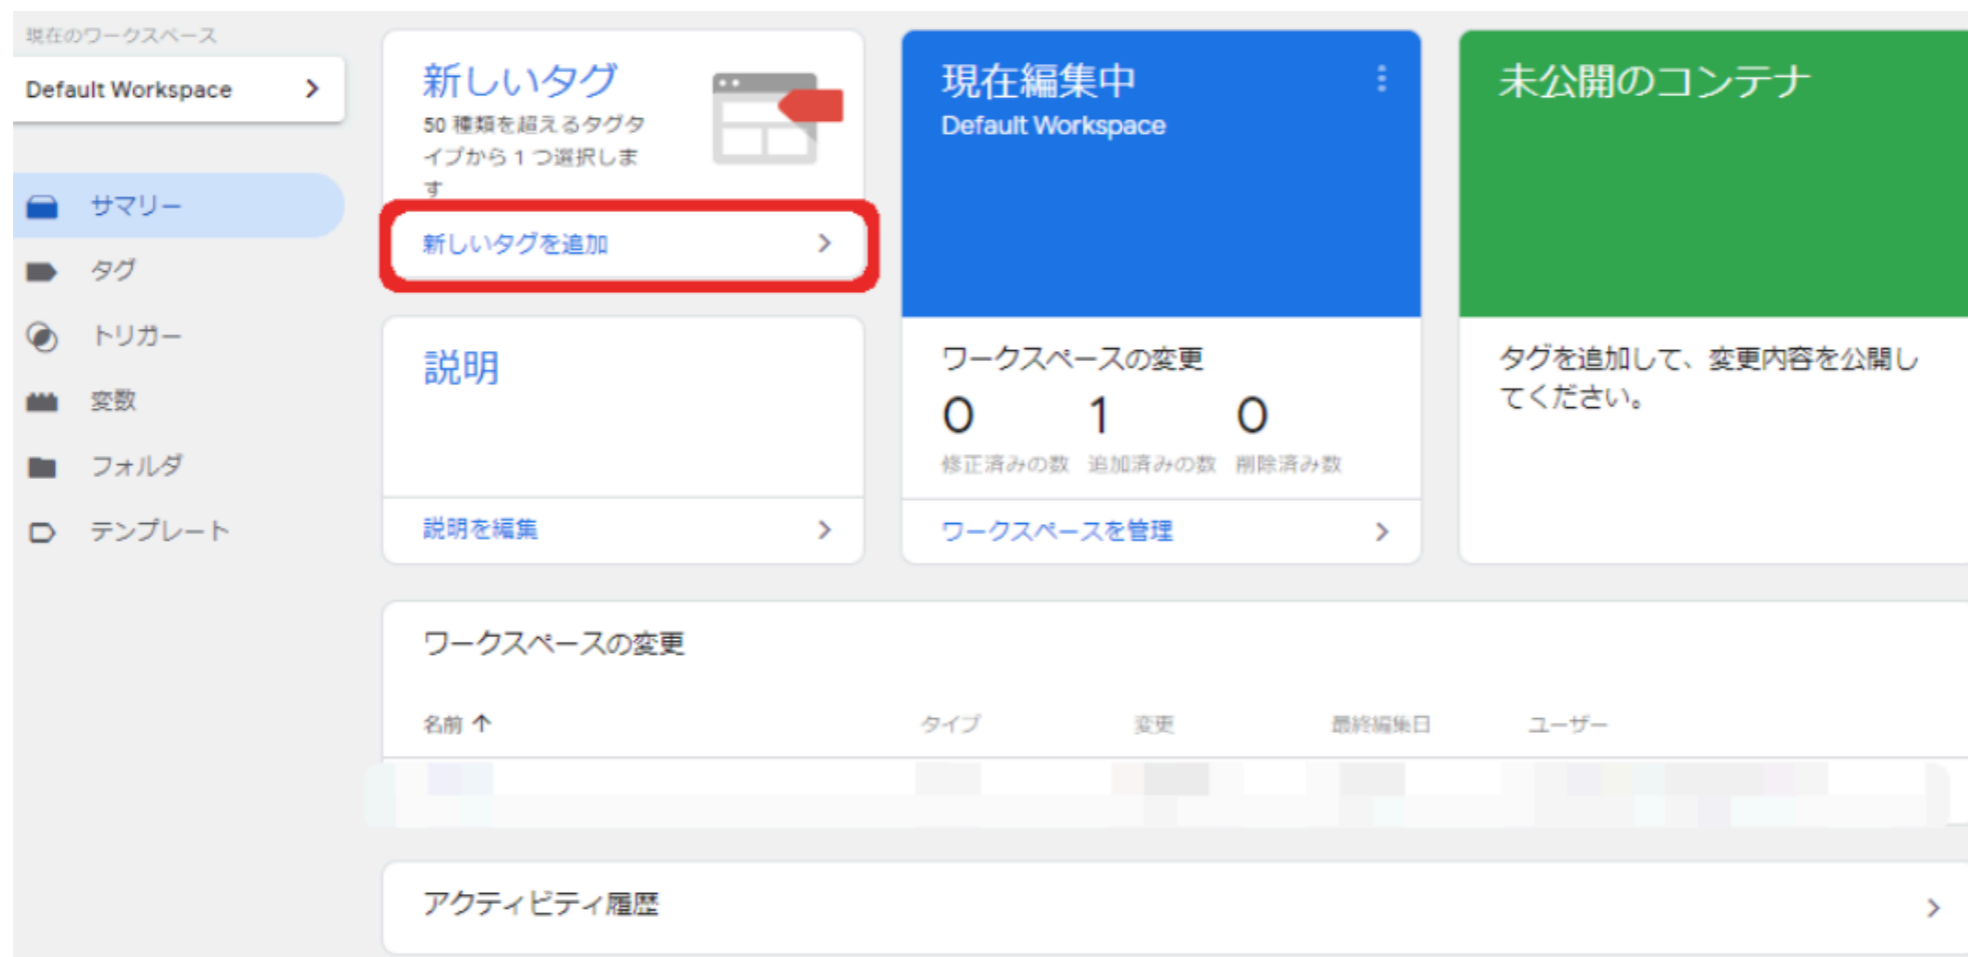 現在のワークスペース
Default Workspace
サマリー
タグ
トリガー
変数
フォルダ
テンプレート
新しいタグ
50 種類を超えるタグタ
イプから 1 つ選択しま
す
新しいタグを追加
説明
説明を編集
現在編集中
Default Workspace
ワークスペースの変更
0 1 0
修正済みの数 追加済みの数 削除済み数
ワークスペースを管理
未公開のコンテナ
タグを追加して、変更内容を公開し
てください。
ワークスペースの変更
名前 タイプ 変更 最終編集日 ユーザー
アクティビティ履歴